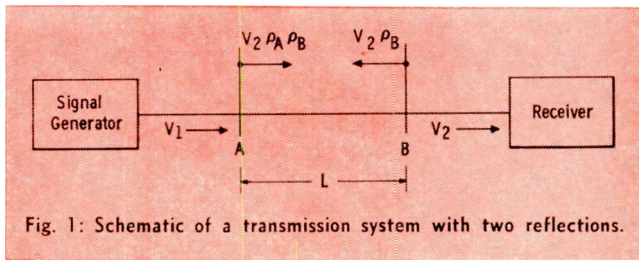 V₂ ρA ρB
V₂ ρB
Signal
Generator
Receiver
V₁
V₂
A
B
L
Fig. 1: Schematic of a transmission system with two reflections.